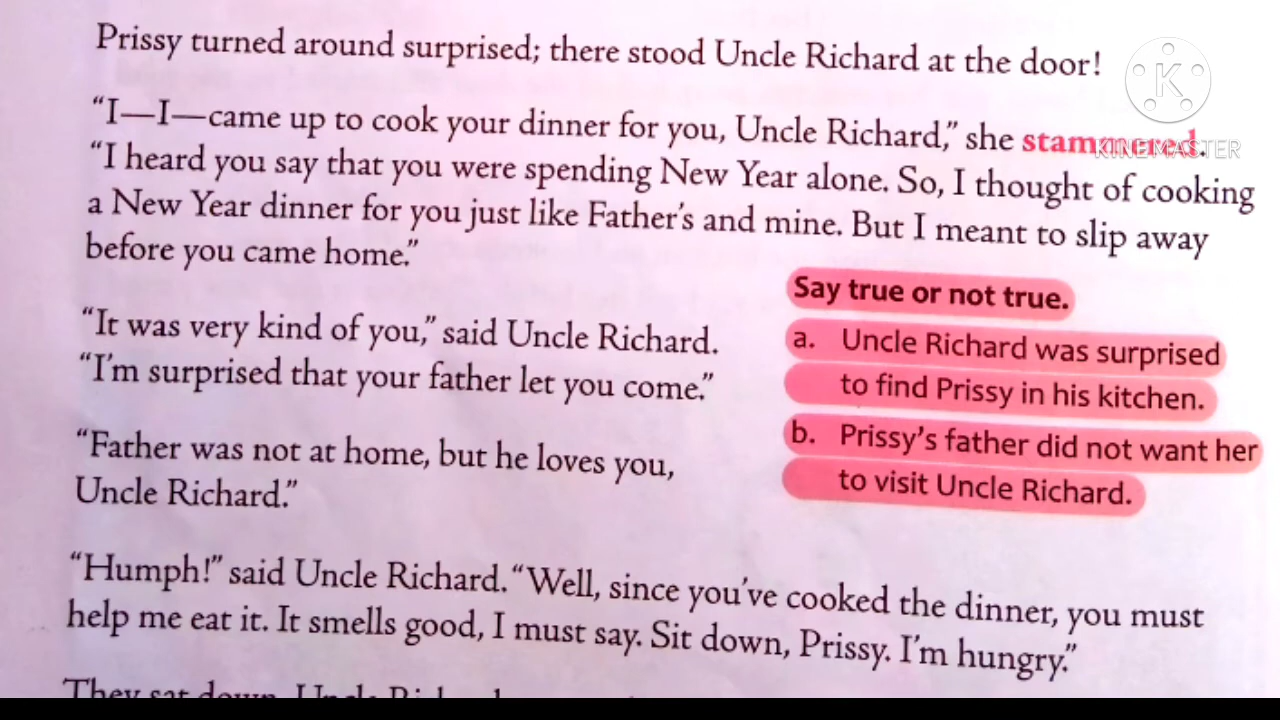 Prissy turned around surprised; there stood Uncle Richard at the door!
“I—I—came up to cook your dinner for you, Uncle Richard,” she stammered.
“I heard you say that you were spending New Year alone. So, I thought of cooking
a New Year dinner for you just like Father’s and mine. But I meant to slip away
before you came home.”
“It was very kind of you,” said Uncle Richard.
“I’m surprised that your father let you come.”
“Father was not at home, but he loves you,
Uncle Richard.”
Say true or not true.
a. Uncle Richard was surprised
to find Prissy in his kitchen.
b. Prissy’s father did not want her
to visit Uncle Richard.
“Humph!” said Uncle Richard. “Well, since you’ve cooked the dinner, you must
help me eat it. It smells good, I must say. Sit down, Prissy. I’m hungry.”
They sat down. Uncle
K
KINEMASTER